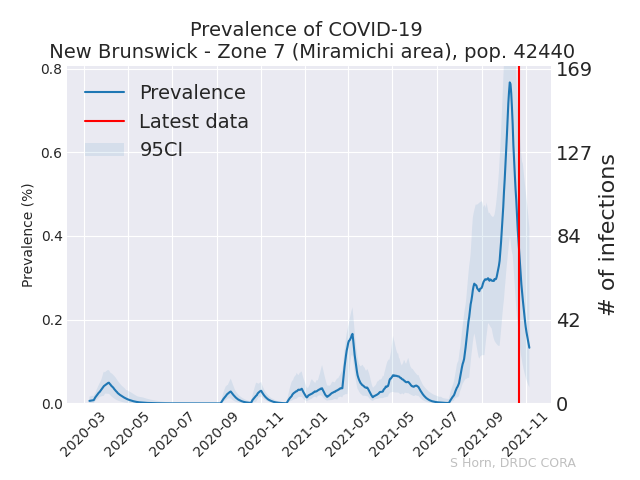 Prevalence of COVID-19
New Brunswick - Zone 7 (Miramichi area), pop. 42440
Prevalence
Latest data
95CI
Prevalence (%)
0.8
0.6
0.4
0.2
0.0
169
127
84
42
0
# of infections
2020-03
2020-05
2020-07
2020-09
2020-11
2021-01
2021-03
2021-05
2021-07
2021-09
2021-11
S Horn, DRDC CORA